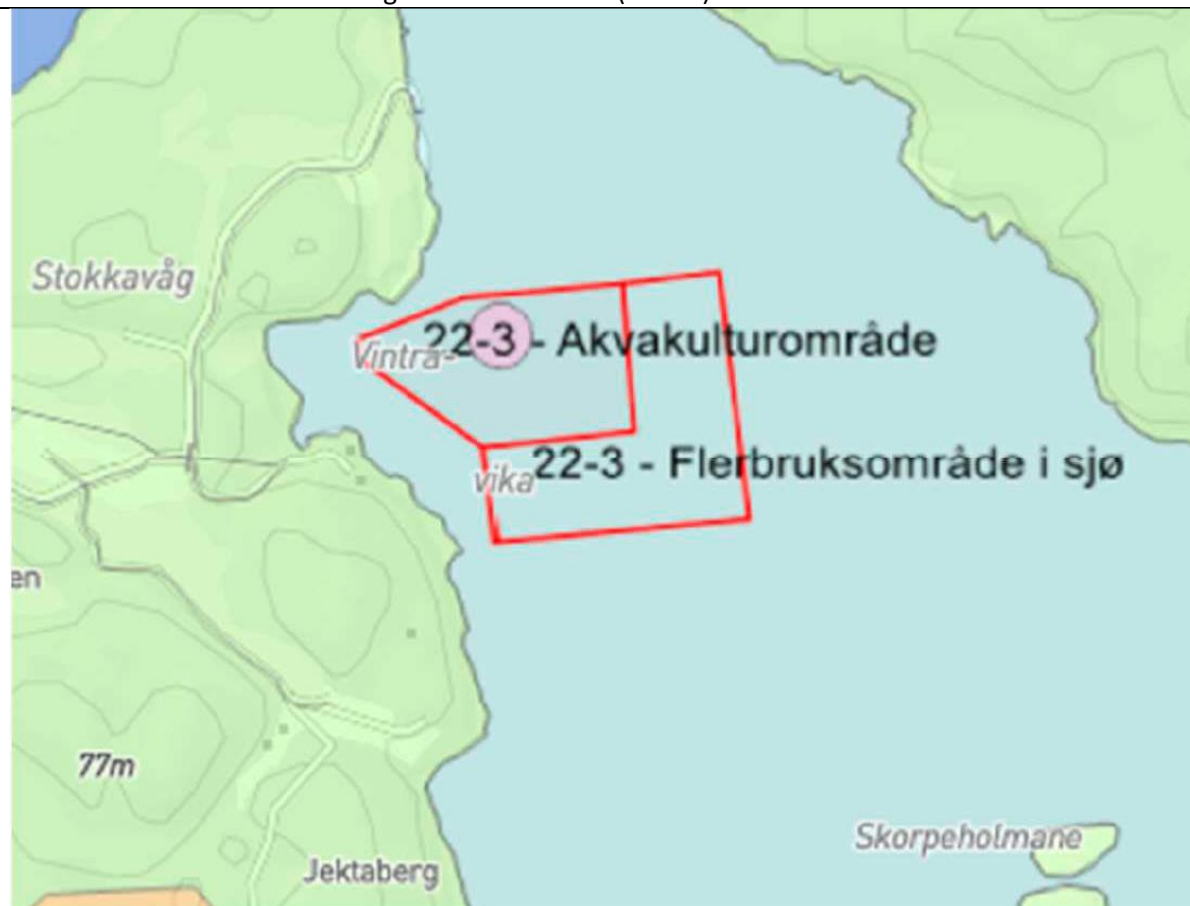 Stokkavåg
22-3 - Akvakulturområde
Vintra-
vika
22-3 - Flerbruksområde i sjø
en
77m
Skorpeholmane
Jektaberg